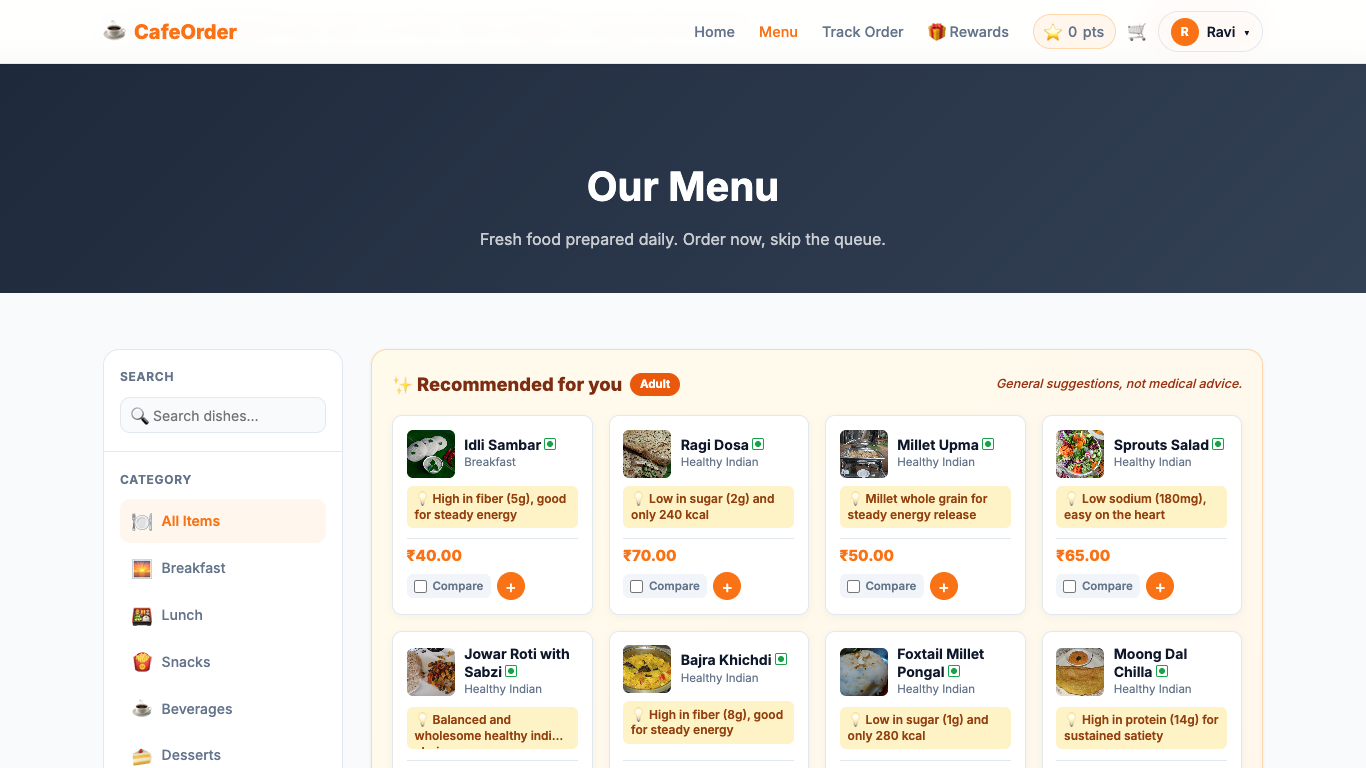 CafeOrder
Home
Menu
Track Order
Rewards
0 pts
R
Ravi
Our Menu
Fresh food prepared daily. Order now, skip the queue.
SEARCH
Search dishes...
CATEGORY
All Items
Breakfast
Lunch
Snacks
Beverages
Desserts
Recommended for you
Adult
General suggestions, not medical advice.
Idli Sambar
Breakfast
High in fiber (5g), good
for steady energy
₹40.00
Compare
+
Ragi Dosa
Healthy Indian
Low in sugar (2g) and
only 240 kcal
₹70.00
Compare
+
Millet Upma
Healthy Indian
Millet whole grain for
steady energy release
₹50.00
Compare
+
Sprouts Salad
Healthy Indian
Low sodium (180mg),
easy on the heart
₹65.00
Compare
+
Jowar Roti with
Sabzi
Healthy Indian
Balanced and
wholesome healthy indi...
Bajra Khichdi
Healthy Indian
High in fiber (8g), good
for steady energy
Foxtail Millet
Pongal
Healthy Indian
Low in sugar (1g) and
only 280 kcal
Moong Dal
Chilla
Healthy Indian
High in protein (14g) for
sustained satiety